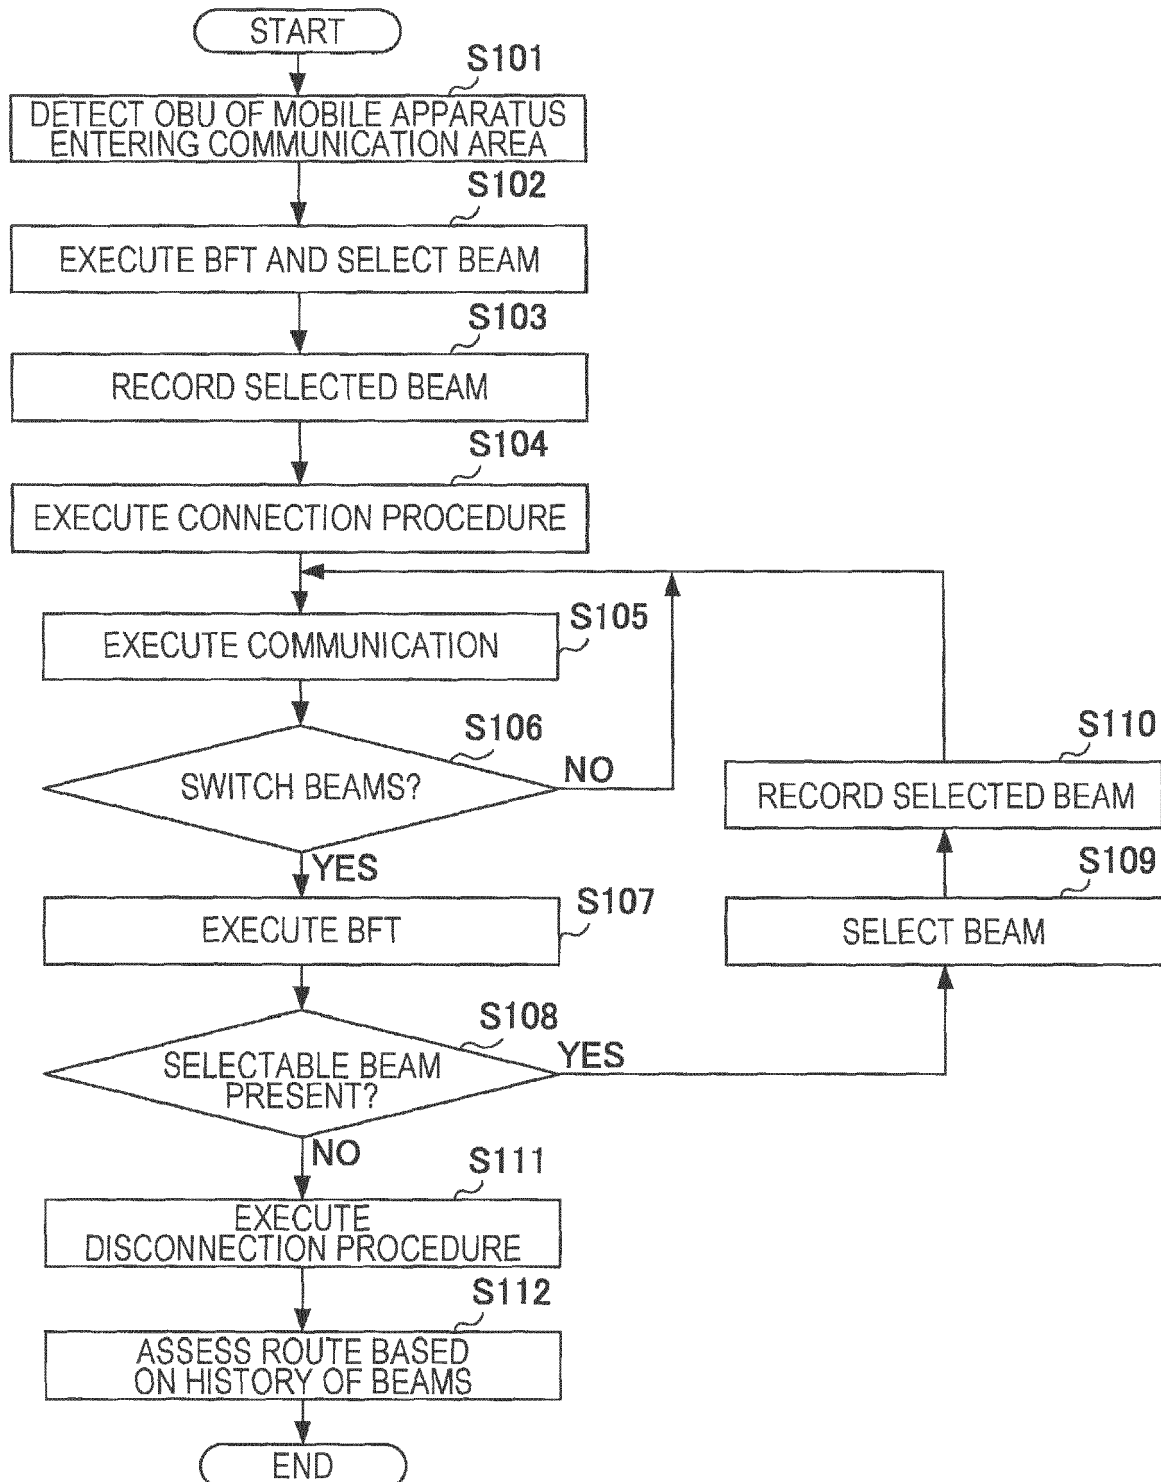 START
S101
DETECT OBU OF MOBILE APPARATUS
ENTERING COMMUNICATION AREA
S102
EXECUTE BFT AND SELECT BEAM
S103
RECORD SELECTED BEAM
S104
EXECUTE CONNECTION PROCEDURE
S105
EXECUTE COMMUNICATION
S106
SWITCH BEAMS?
NO
YES
S107
EXECUTE BFT
S108
SELECTABLE BEAM
PRESENT?
YES
NO
S109
SELECT BEAM
S110
RECORD SELECTED BEAM
S111
EXECUTE
DISCONNECTION PROCEDURE
S112
ASSESS ROUTE BASED
ON HISTORY OF BEAMS
END